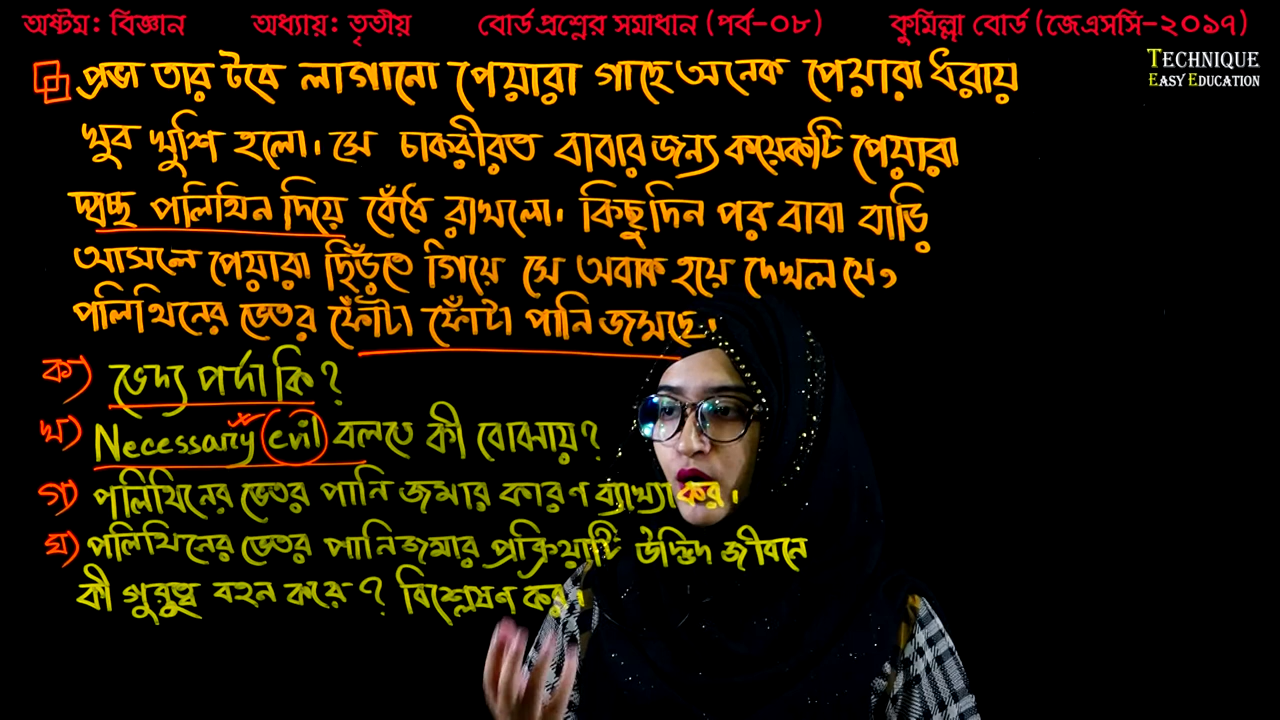 অষ্টম: বিজ্ঞান অধ্যায়: তৃতীয় বোর্ড প্রশ্নের সমাধান (পর্ব-০৮) কুমিল্লা বোর্ড (জেএসসি-২০১৭)
TECHNIQUE
EASY EDUCATION
প্রভা তার টবে লাগানো পেয়ারা গাছে অনেক পেয়ারা ধরায়
খুব খুশি হলো। সে চাকরীরত বাবার জন্য কয়েকটি পেয়ারা
স্বচ্ছ পলিথিন দিয়ে বেঁধে রাখলো। কিছুদিন পর বাবা বাড়ি
আসলে পেয়ারা ছিঁড়তে গিয়ে সে অবাক হয়ে দেখল যে,
পলিথিনের ভেতর ফোঁটা ফোঁটা পানি জমছে।
ক) ভেদ্য পর্দা কি?
খ) Necessary evil বলতে কী বোঝায়?
গ) পলিথিনের ভেতর পানি জমার কারণ ব্যাখ্যা কর।
ঘ) পলিথিনের ভেতর পানি জমার প্রক্রিয়াটি উদ্ভিদ জীবনে
কী গুরুত্ব বহন করে? বিশ্লেষণ কর।